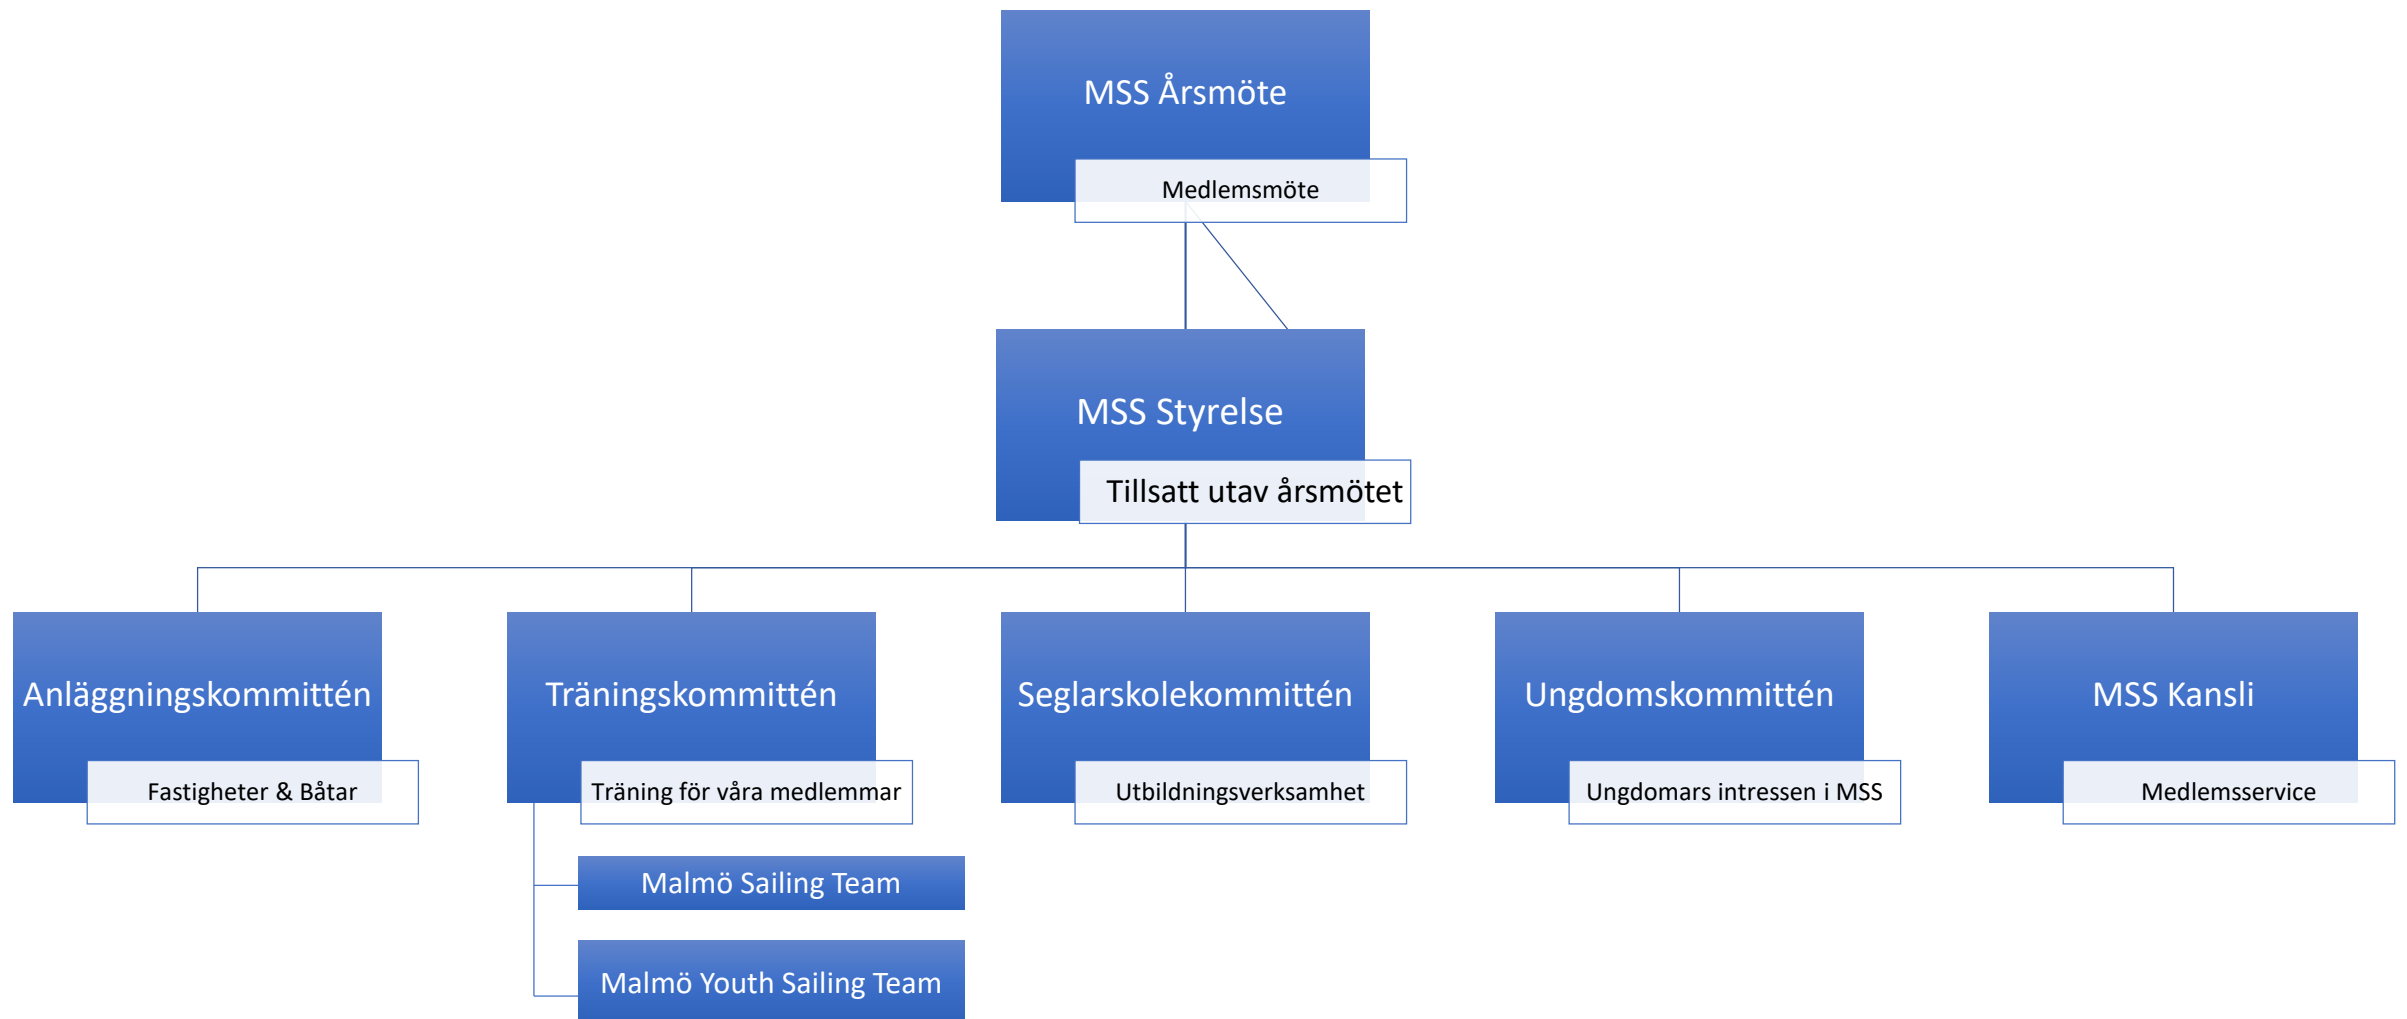 MSS Årsmöte
Medlemsmöte
MSS Styrelse
Tillsatt utav årsmötet
Anläggningskommittén
Fastigheter & Båtar
Träningskommittén
Träning för våra medlemmar
Malmö Sailing Team
Malmö Youth Sailing Team
Seglarskolekommittén
Utbildningsverksamhet
Ungdomskommittén
Ungdomars intressen i MSS
MSS Kansli
Medlemsservice